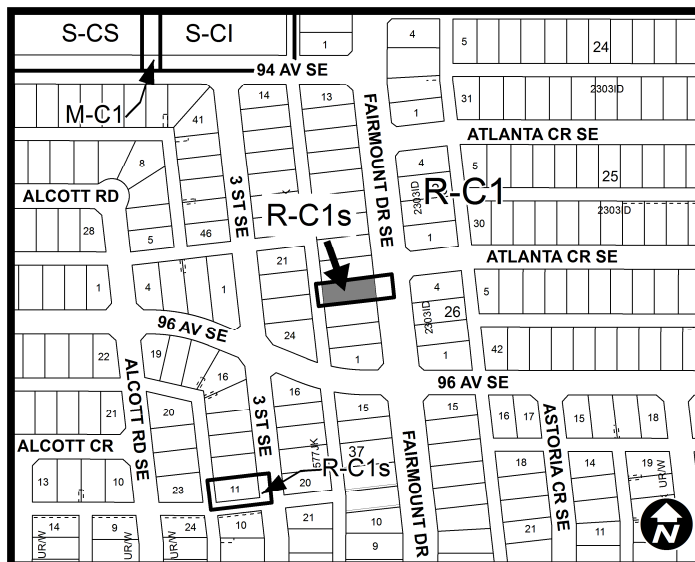 S-CS
S-CI
1
4
5
24
94 AV SE
2303ID
M-C1
41
14
13
1
31
FAIRMOUNT DR SE
ATLANTA CR SE
8
3 ST SE
4
5
25
ALCOTT RD
R-C1s
2303ID
R-C1
2303ID
28
5
46
1
30
21
ATLANTA CR SE
1
4
1
4
5
2303ID
26
96 AV SE
24
1
1
42
22
19
16
96 AV SE
ALCOTT RD SE
20
3 ST SE
16
15
15
16
17
ASTORIA CR SE
15
18
21
ALCOTT CR
577JK
37
FAIRMOUNT DR
R-C1s
13
10
23
11
20
18
14
19
UR/W
14
9
24
10
21
10
9
21
11
UR/W
UR/W
UR/W
N